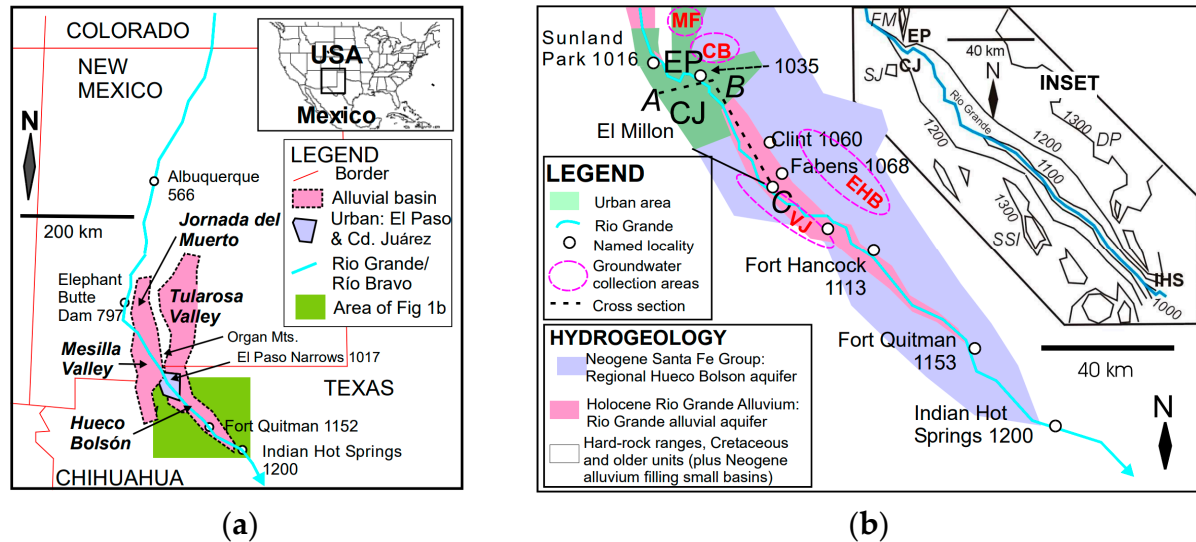 COLORADO
NEW
MEXICO
USA
Mexico
N
200 km
Albuquerque
566
Jornada del
Muerto
Elephant
Butte
Dam 797
Tularosa
Valley
Organ Mts.
El Paso Narrows 1017
Mesilla
Valley
TEXAS
Hueco
Bolsón
Fort Quitman 1152
Indian Hot Springs
1200
CHIHUAHUA
LEGEND
Border
Alluvial basin
Urban: El Paso
& Cd. Juárez
Rio Grande/
Río Bravo
Area of Fig 1b
(a)
MF
CB
Sunland
Park 1016
EP
1035
A
B
CJ
El Millon
Clint 1060
Fabens 1068
EHB
C
VJ
Fort Hancock
1113
Fort Quitman
1153
Indian Hot
Springs 1200
40 km
N
LEGEND
Urban area
Rio Grande
Named locality
Groundwater
collection areas
Cross section
HYDROGEOLOGY
Neogene Santa Fe Group:
Regional Hueco Bolson aquifer
Holocene Rio Grande Alluvium:
Rio Grande alluvial aquifer
Hard-rock ranges, Cretaceous
and older units (plus Neogene
alluvium filling small basins)
FM
EP
40 km
CJ
SJ
N
INSET
Rio Grande
1200
1300
DP
1200
1100
1300
SSI
IHS
1000
(b)